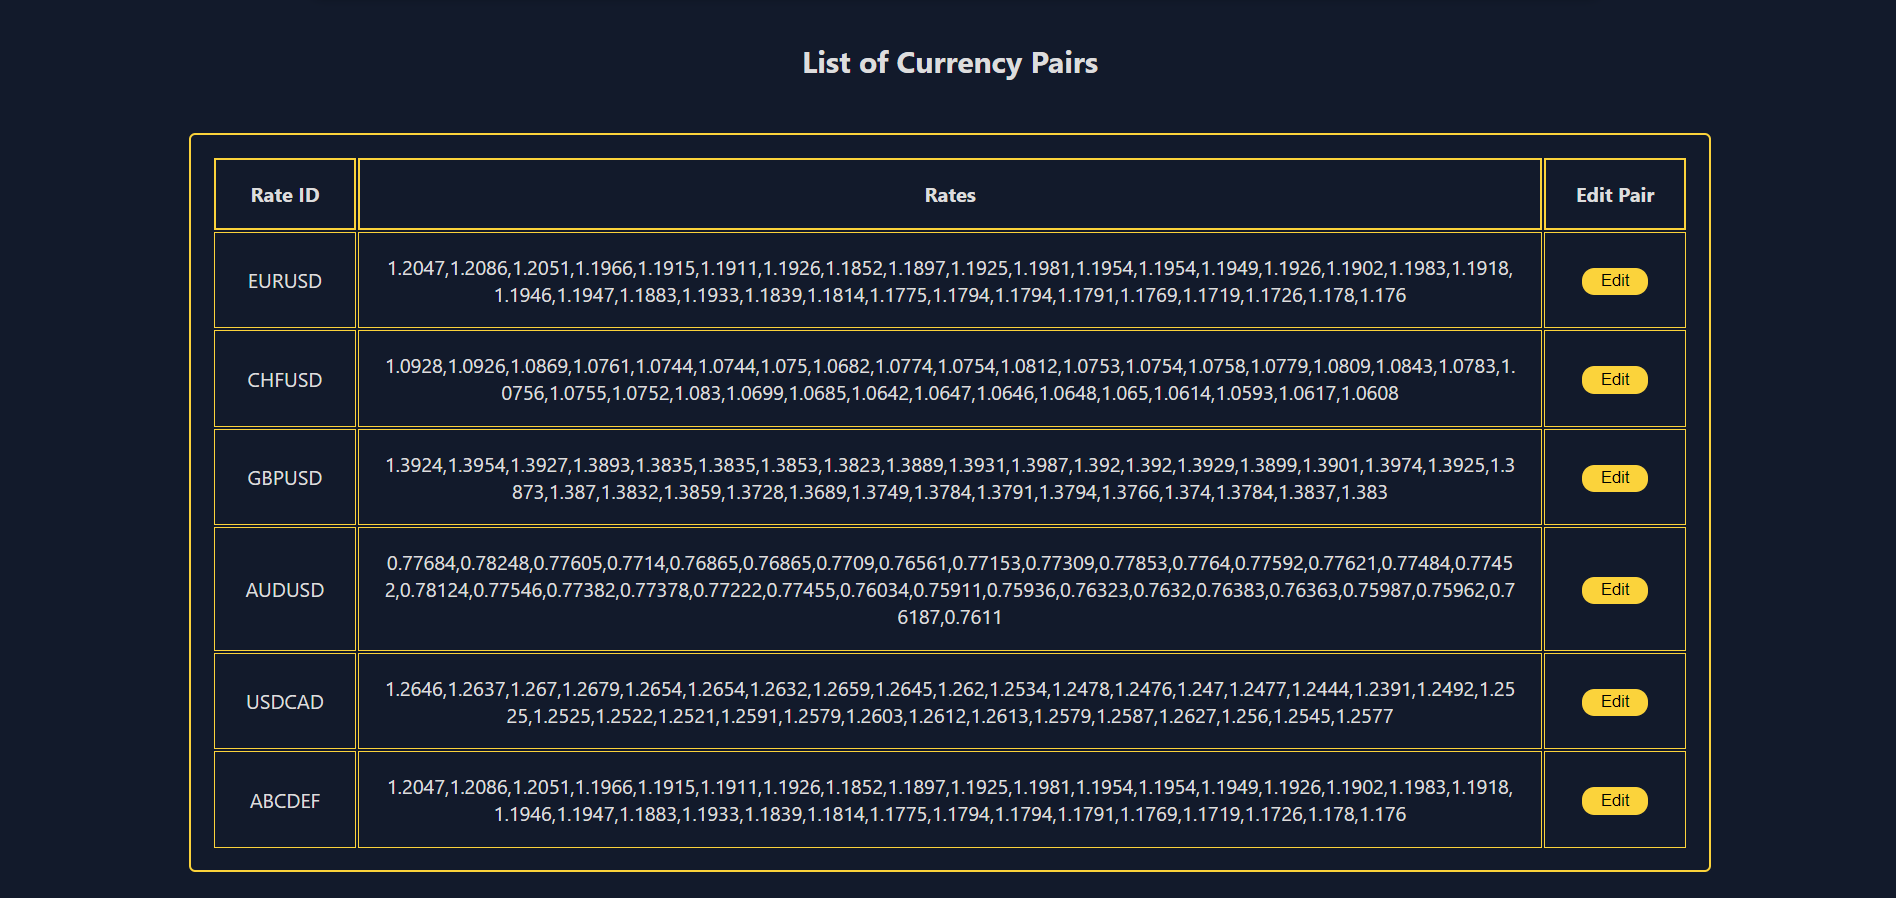 List of Currency Pairs
Rate ID Rates Edit Pair
1.2047,1.2086,1.2051,1.1966,1.1915,1.1911,1.1926,1.1852,1.1897,1.1925,1.1981,1.1954,1.1954,1.1949,1.1926,1.1902,1.1983,1.1918,
EURUSD Edit
1.1946,1.1947,1.1883,1.1933,1.1839,1.1814,1.1775,1.1794,1.1794,1.1791,1.1769,1.1719,1.1726,1.178,1.176
1.0928,1.0926,1.0869,1.0761,1.0744,1.0744,1.075,1.0682,1.0774,1.0754,1.0812,1.0753,1.0754,1.0758,1.0779,1.0809,1.0843,1.0783,1.
CHFUSD Edit
0756,1.0755,1.0752,1.083,1.0699,1.0685,1.0642,1.0647,1.0646,1.0648,1.065,1.0614,1.0593,1.0617,1.0608
1.3924,1.3954,1.3927,1.3893,1.3835,1.3835,1.3853,1.3823,1.3889,1.3931,1.3987,1.392,1.392,1.3929,1.3899,1.3901,1.3974,1.3925,1.3
GBPUSD Edit
873,1.387,1.3832,1.3859,1.3728,1.3689,1.3749,1.3784,1.3791,1.3794,1.3766,1.374,1.3784,1.3837,1.383
0.77684,0.78248,0.77605,0.7714,0.76865,0.76865,0.7709,0.76561,0.77153,0.77309,0.77853,0.7764,0.77592,0.77621,0.77484,0.7745
AUDUSD 2,0.78124,0.77546,0.77382,0.77378,0.77222,0.77455,0.76034,0.75911,0.75936,0.76323,0.7632,0.76383,0.76363,0.75987,0.75962,0.7 Edit
6187,0.7611
1.2646,1.2637,1.267,1.2679,1.2654,1.2654,1.2632,1.2659,1.2645,1.262,1.2534,1.2478,1.2476,1.247,1.2477,1.2444,1.2391,1.2492,1.25
USDCAD Edit
25,1.2525,1.2522,1.2521,1.2591,1.2579,1.2603,1.2612,1.2613,1.2579,1.2587,1.2627,1.256,1.2545,1.2577
1.2047,1.2086,1.2051,1.1966,1.1915,1.1911,1.1926,1.1852,1.1897,1.1925,1.1981,1.1954,1.1954,1.1949,1.1926,1.1902,1.1983,1.1918,
ABCDEF Edit
1.1946,1.1947,1.1883,1.1933,1.1839,1.1814,1.1775,1.1794,1.1794,1.1791,1.1769,1.1719,1.1726,1.178,1.176